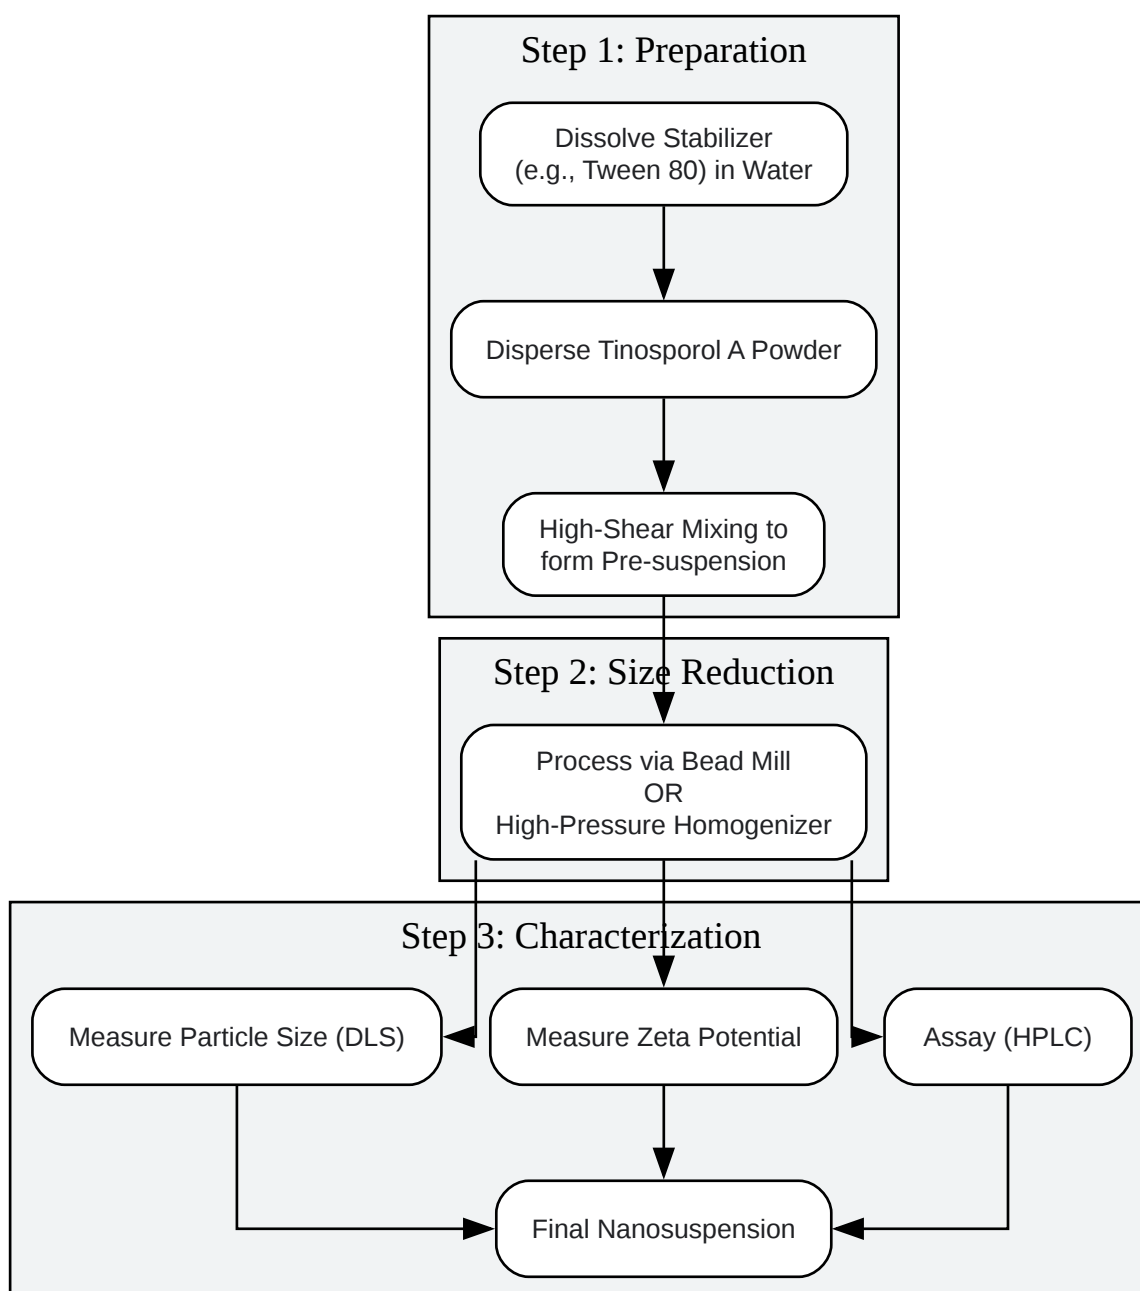 Step 1: Preparation
Dissolve Stabilizer
(e.g., Tween 80) in Water
Disperse Tinosporol A Powder
High-Shear Mixing to
form Pre-suspension
Step 2: Size Reduction
Process via Bead Mill
OR
High-Pressure Homogenizer
Step 3: Characterization
Measure Particle Size (DLS)
Measure Zeta Potential
Assay (HPLC)
Final Nanosuspension